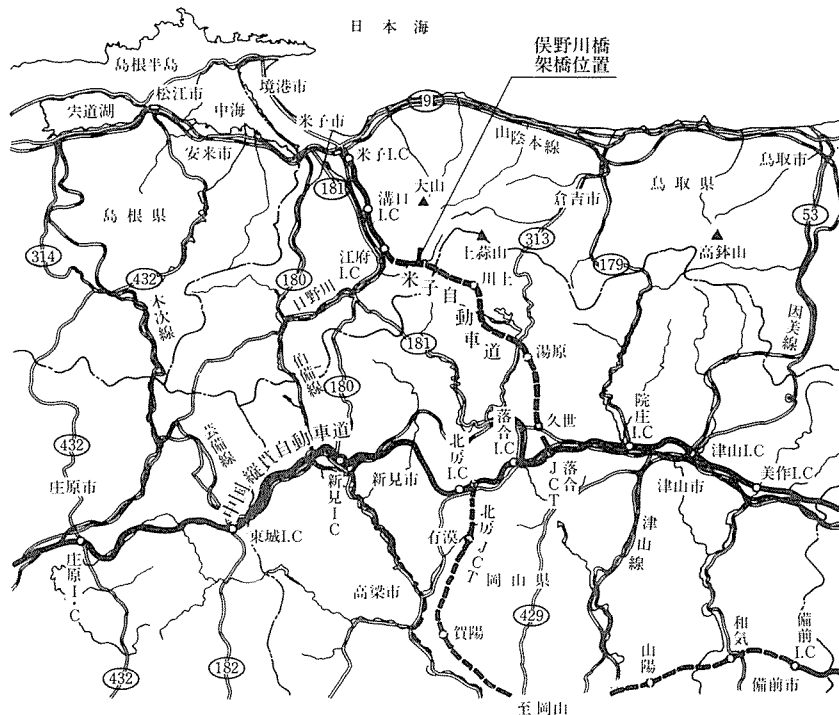 日本海
俣野川橋
架橋位置
島根半島
境港市
松江市
宍道湖
中海
米子市
9
安来市
米子I.C
山陰本線
大山
181
溝口I.C
倉吉市
鳥取県
鳥取市
島根県
53
314
江府I.C
上蒜山
313
高鉢山
432
180
日野川
米子自動車道
川上
179
木次線
因美線
伯備線
181
湯原
180
芸備線
432
中国縦貫自動車道
北房I.C
落合I.C
久世
院庄I.C
津山I.C
庄原市
新見I.C
新見市
落合JCT
津山市
美作I.C
東城I.C
有漢
北房JCT
津山線
庄原I・C
岡山県
高梁市
429
賀陽
和気
備前I.C
山陽
432
182
備前市
至岡山